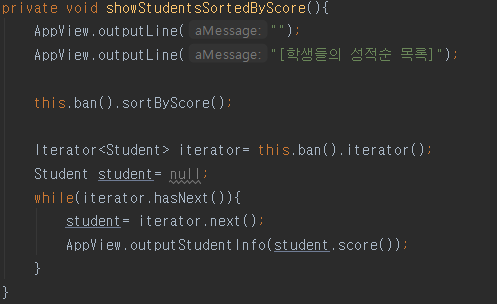 private void showStudentsSortedByScore(){
AppView.outputLine( aMessage: "");
AppView.outputLine( aMessage: "[학생들의 성적순 목록]");
this.ban().sortByScore();
Iterator<Student> iterator= this.ban().iterator();
Student student= null;
while(iterator.hasNext()){
student= iterator.next();
AppView.outputStudentInfo(student.score());
}
}